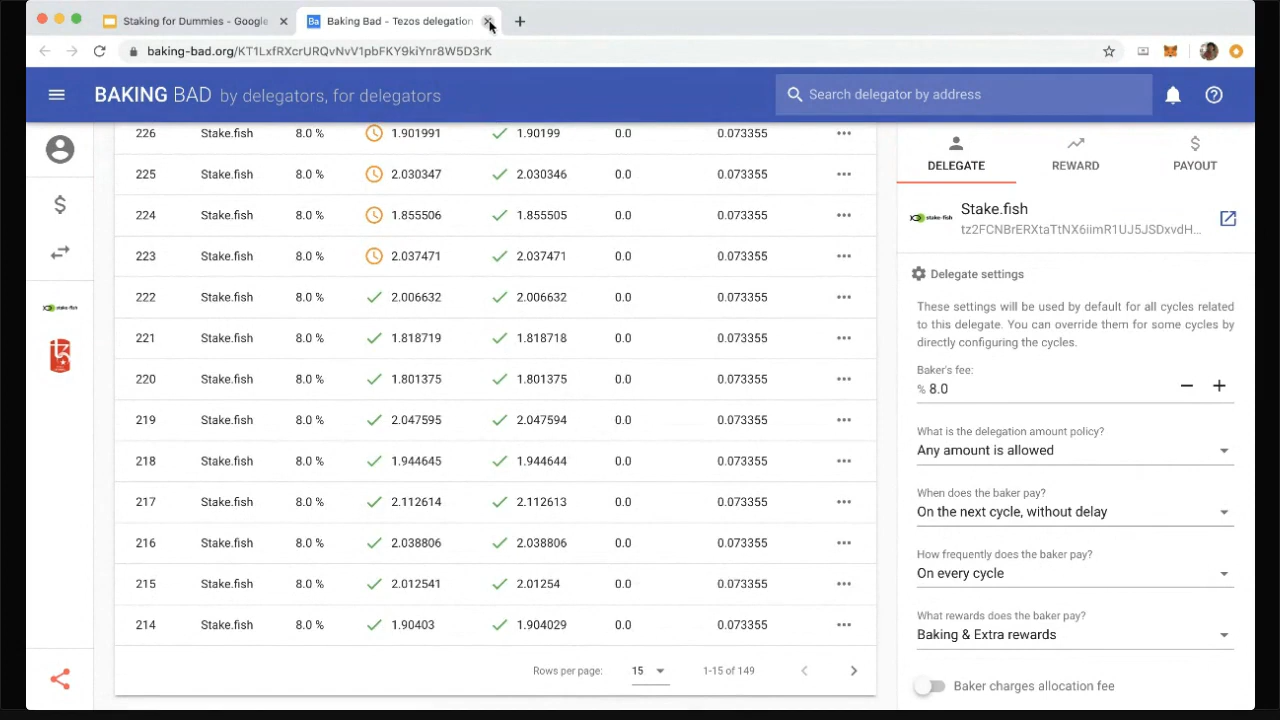 Staking for Dummies - Google
Ba Baking Bad - Tezos delegation
baking-bad.org/KT1LxfRXcrURQvNvV1pbFKY9kiYnr8W5D3rK
BAKING BAD by delegators, for delegators
Search delegator by address
226 Stake.fish 8.0 % 1.901991 1.90199 0.0 0.073355
225 Stake.fish 8.0 % 2.030347 2.030346 0.0 0.073355
224 Stake.fish 8.0 % 1.855506 1.855505 0.0 0.073355
223 Stake.fish 8.0 % 2.037471 2.037471 0.0 0.073355
222 Stake.fish 8.0 % 2.006632 2.006632 0.0 0.073355
221 Stake.fish 8.0 % 1.818719 1.818718 0.0 0.073355
220 Stake.fish 8.0 % 1.801375 1.801375 0.0 0.073355
219 Stake.fish 8.0 % 2.047595 2.047594 0.0 0.073355
218 Stake.fish 8.0 % 1.944645 1.944644 0.0 0.073355
217 Stake.fish 8.0 % 2.112614 2.112613 0.0 0.073355
216 Stake.fish 8.0 % 2.038806 2.038806 0.0 0.073355
215 Stake.fish 8.0 % 2.012541 2.01254 0.0 0.073355
214 Stake.fish 8.0 % 1.90403 1.904029 0.0 0.073355
Rows per page: 15 1-15 of 149
DELEGATE REWARD PAYOUT
stake-fish
Stake.fish
tz2FCNBrERXtaTtNX6iimR1UJ5JSDxvdH...
Delegate settings
These settings will be used by default for all cycles related
to this delegate. You can override them for some cycles by
directly configuring the cycles.
Baker's fee:
% 8.0
What is the delegation amount policy?
Any amount is allowed
When does the baker pay?
On the next cycle, without delay
How frequently does the baker pay?
On every cycle
What rewards does the baker pay?
Baking & Extra rewards
Baker charges allocation fee
stake-fish